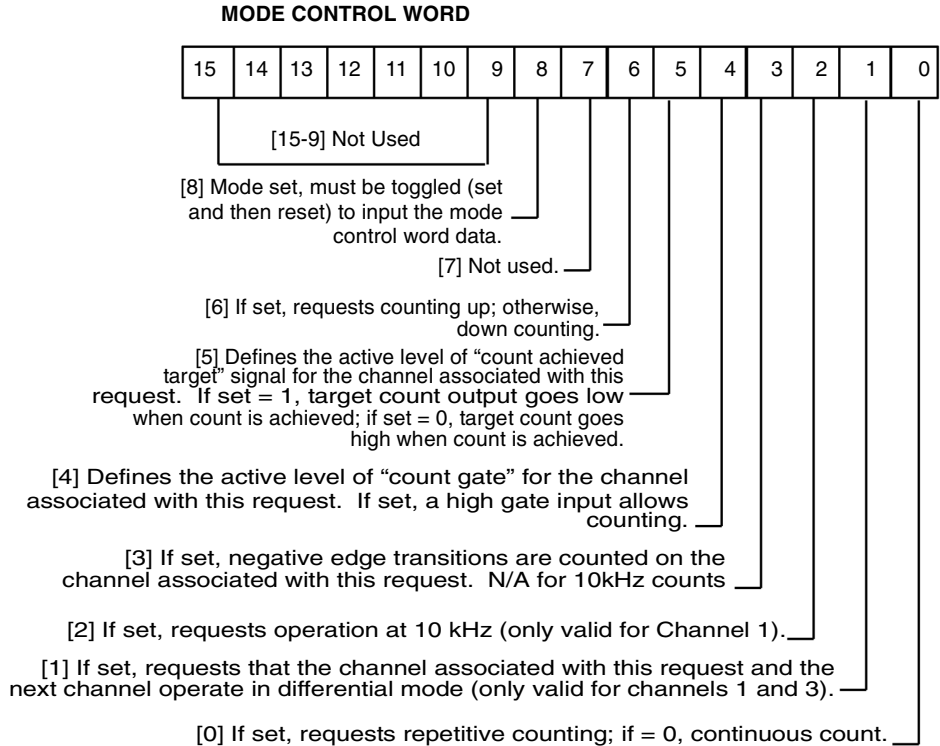 MODE CONTROL WORD
15 14 13 12 11 10 9 8 7 6 5 4 3 2 1 0
[15-9] Not Used
[8] Mode set, must be toggled (set
and then reset) to input the mode
control word data.
[7] Not used.
[6] If set, requests counting up; otherwise,
down counting.
[5] Defines the active level of “count achieved
target” signal for the channel associated with this
request. If set = 1, target count output goes low
when count is achieved; if set = 0, target count goes
high when count is achieved.
[4] Defines the active level of “count gate” for the channel
associated with this request. If set, a high gate input allows
counting.
[3] If set, negative edge transitions are counted on the
channel associated with this request. N/A for 10kHz counts
[2] If set, requests operation at 10 kHz (only valid for Channel 1).
[1] If set, requests that the channel associated with this request and the
next channel operate in differential mode (only valid for channels 1 and 3).
[0] If set, requests repetitive counting; if = 0, continuous count.